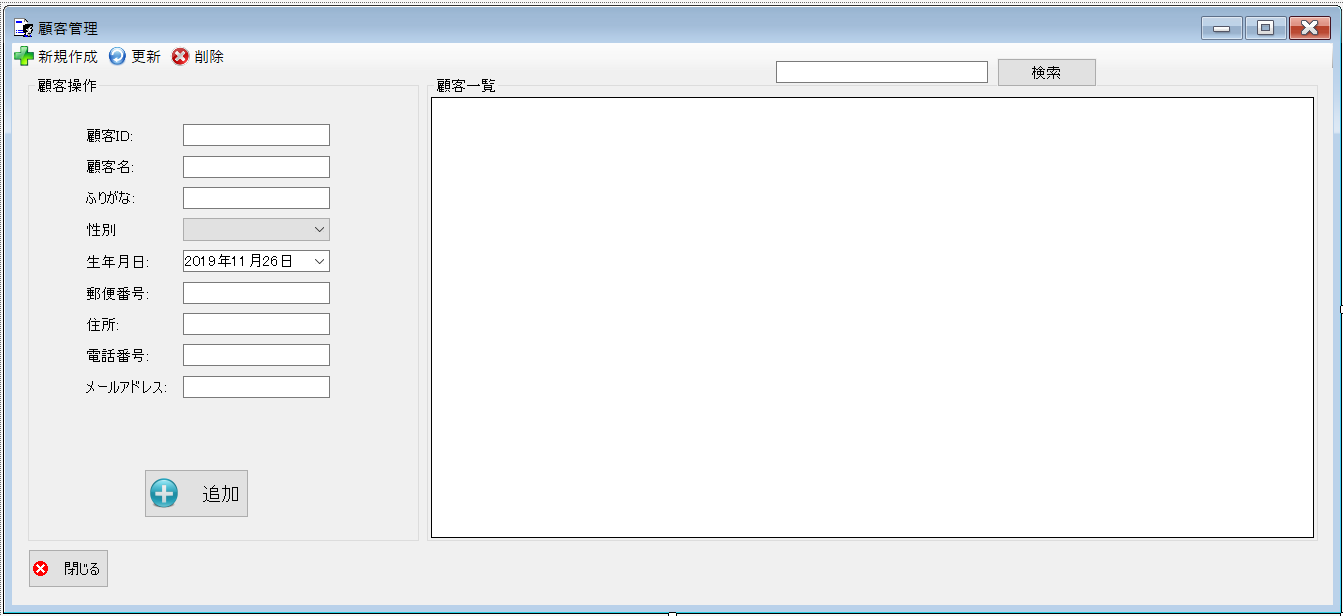 顧客管理
新規作成 更新 削除
検索
顧客操作
顧客一覧
顧客ID:
顧客名:
ふりがな:
性別
生年月日: 2019年11月26日
郵便番号:
住所:
電話番号:
メールアドレス:
追加
閉じる